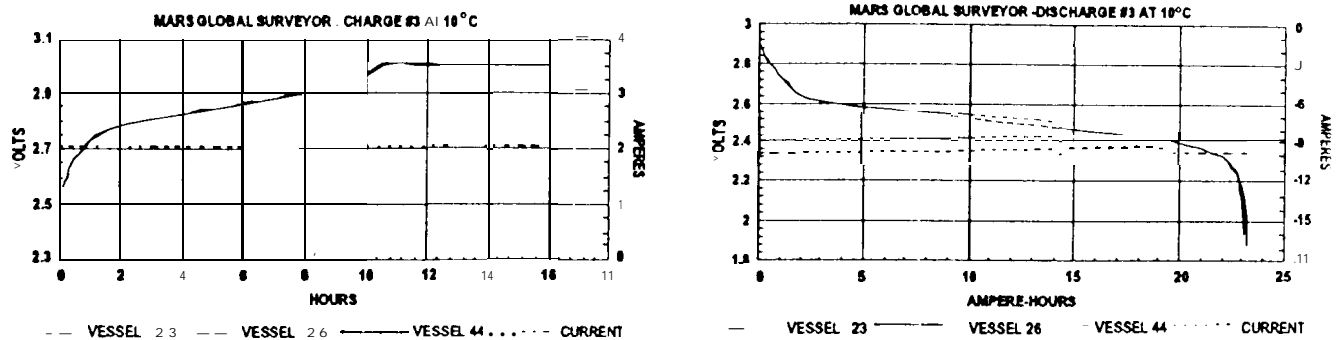 MARS GLOBAL SURVEYOR . CHARGE #3 AI 10°C
3.1
2.9
2.7
2.5
2.3
VOLTS
4
3
2
1
0
AMPERES
0 2 4 6 8 10 12 14 16 11
HOURS
VESSEL 23 VESSEL 26 VESSEL 44 CURRENT
MARS GLOBAL SURVEYOR -DISCHARGE #3 AT 10°C
3
2.8
2.6
2.4
2.2
2
1.8
VOLTS
0
-6
-9
-12
-15
.11
AMPERES
0 5 10 15 20 25
AMPERE-HOURS
VESSEL 23 VESSEL 26 VESSEL 44 CURRENT